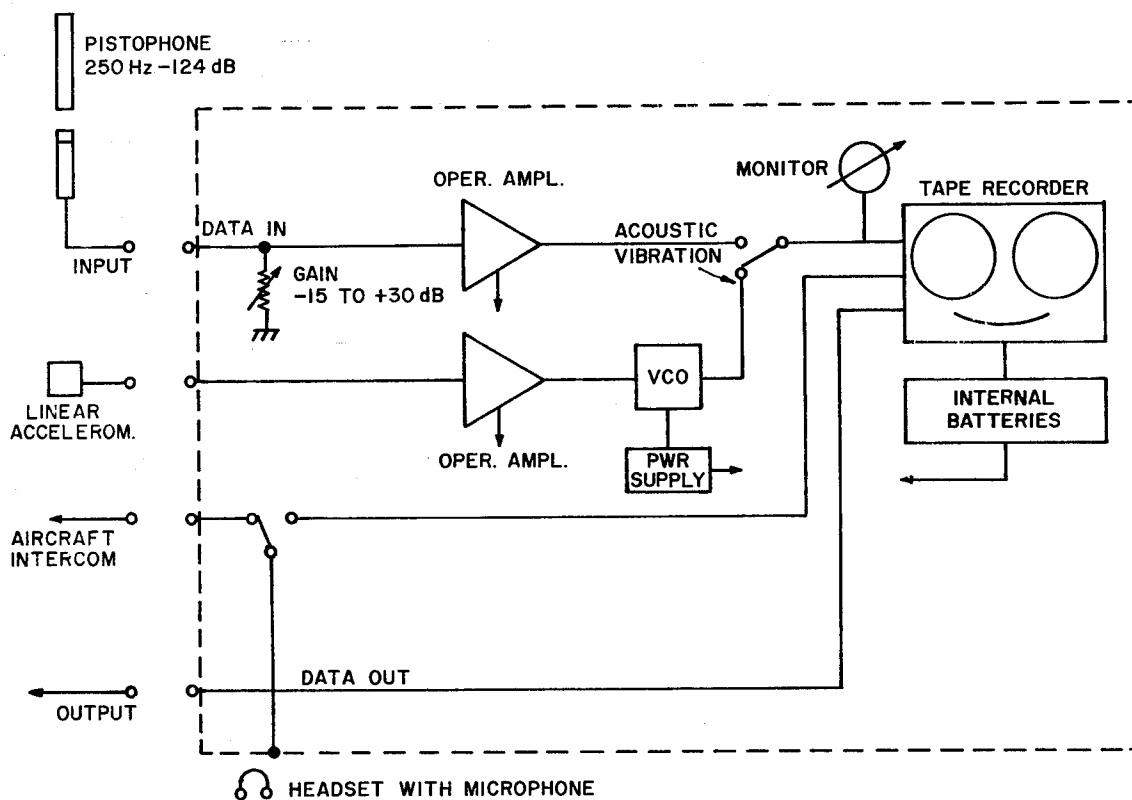 PISTOPHONE
250 Hz -124 dB
MONITOR
TAPE RECORDER
OPER. AMPL.
DATA IN
ACOUSTIC
VIBRATION
INPUT
GAIN
-15 TO +30 dB
VCO
INTERNAL
BATTERIES
LINEAR
ACCELEROM.
OPER. AMPL.
PWR
SUPPLY
AIRCRAFT
INTERCOM
DATA OUT
OUTPUT
HEADSET WITH MICROPHONE